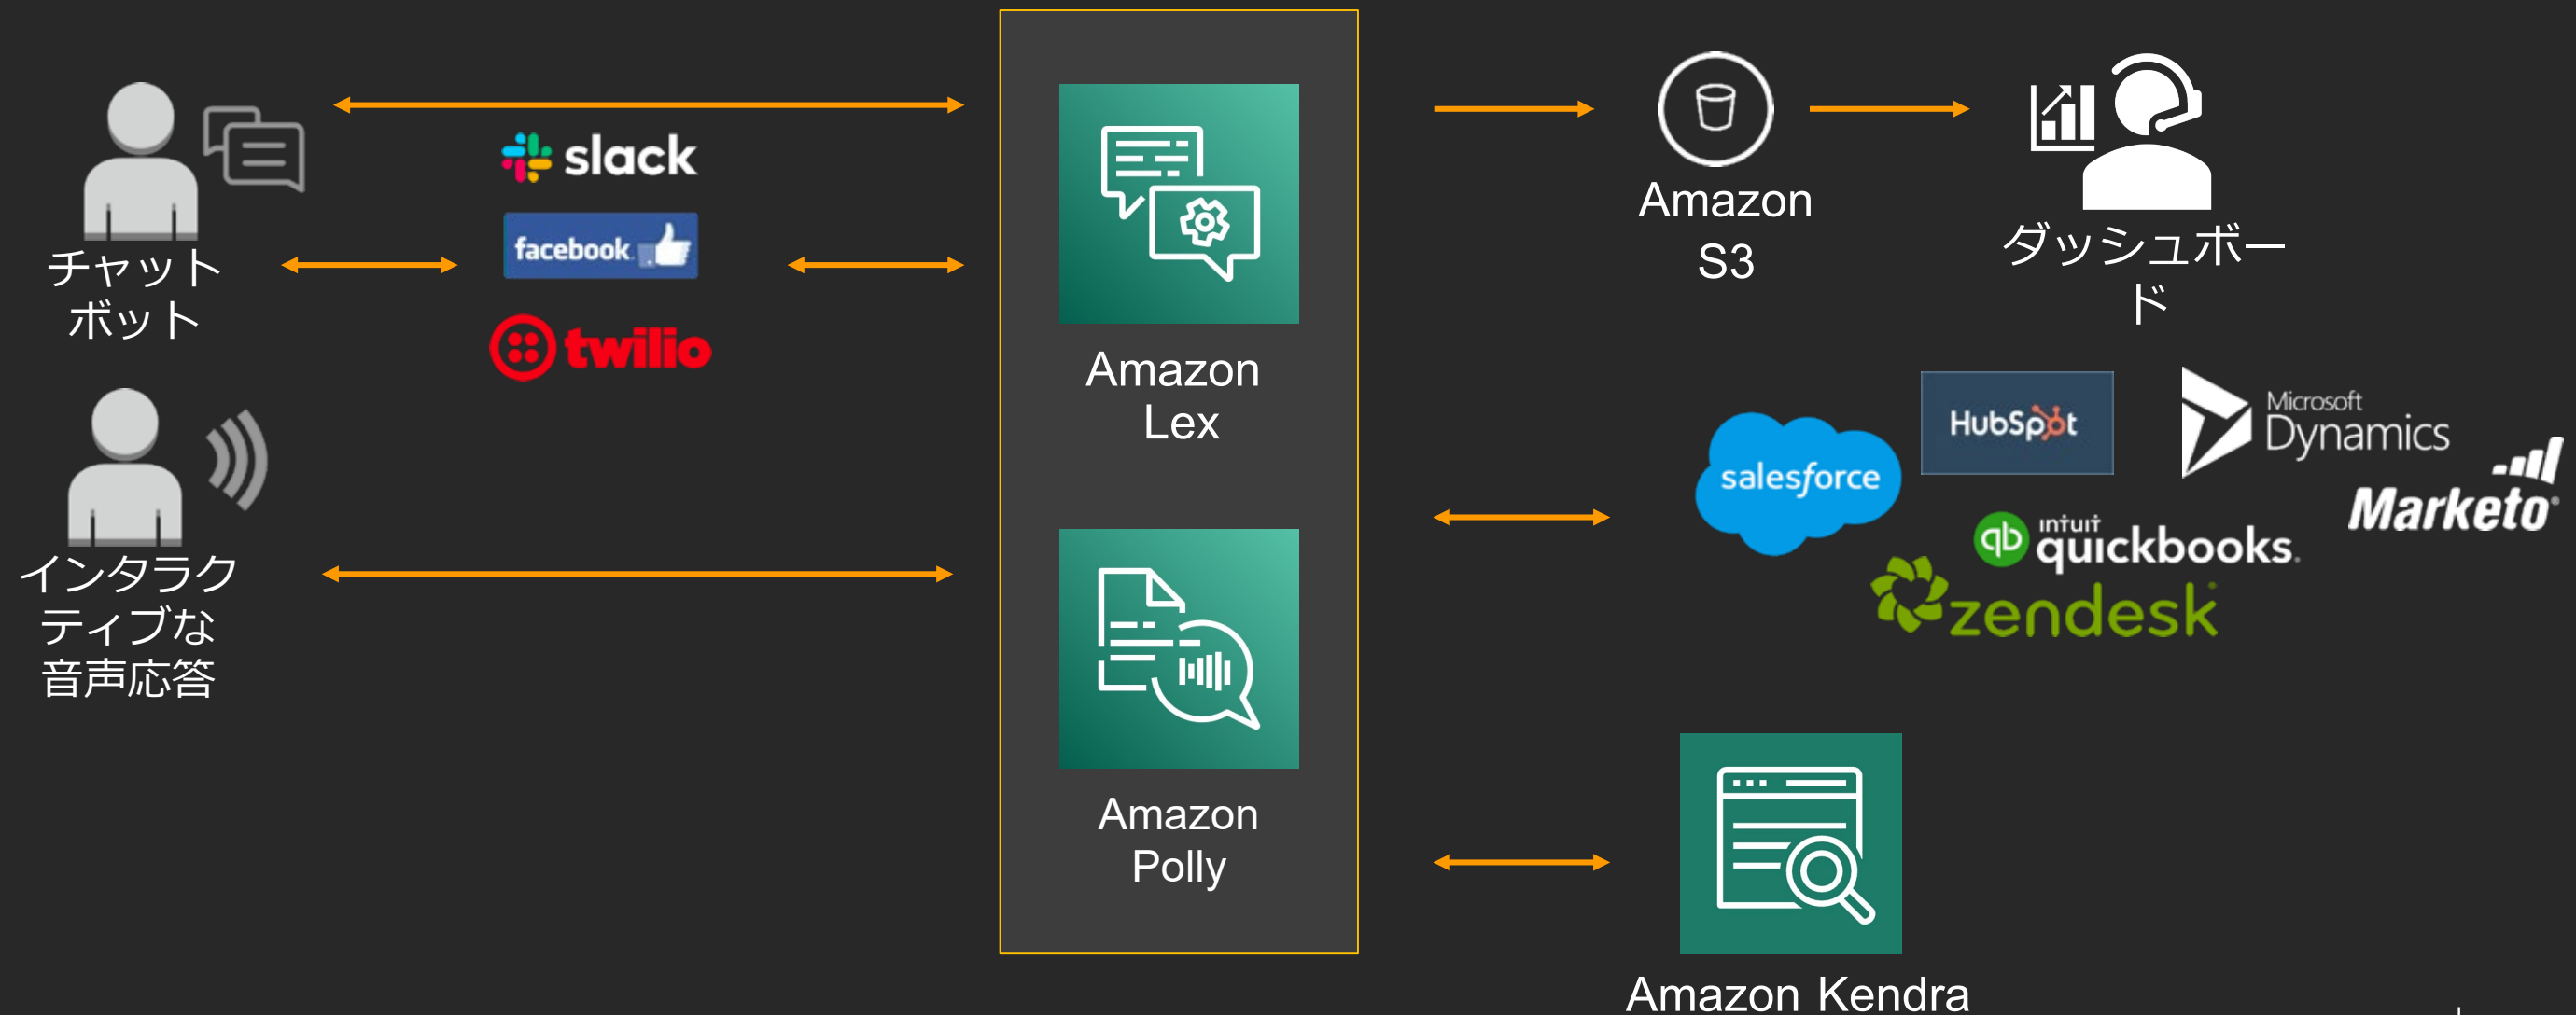 チャット
ボット
インタラク
ティブな
音声応答
slack
facebook
twilio
Amazon
Lex
Amazon
Polly
Amazon
S3
ダッシュボー
ド
salesforce
HubSpot
Microsoft
Dynamics
Marketo
intuit
quickbooks.
zendesk
Amazon Kendra